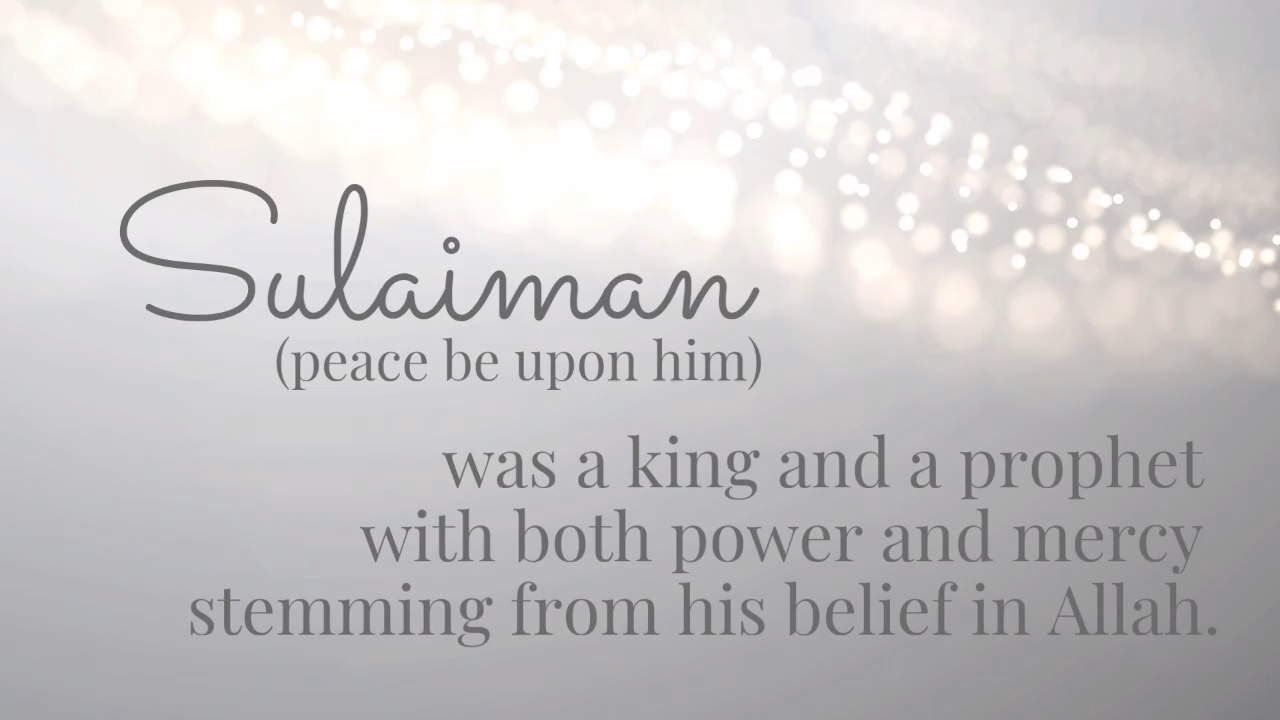 Sulaiman
(peace be upon him)
was a king and a prophet
with both power and mercy
stemming from his belief in Allah.